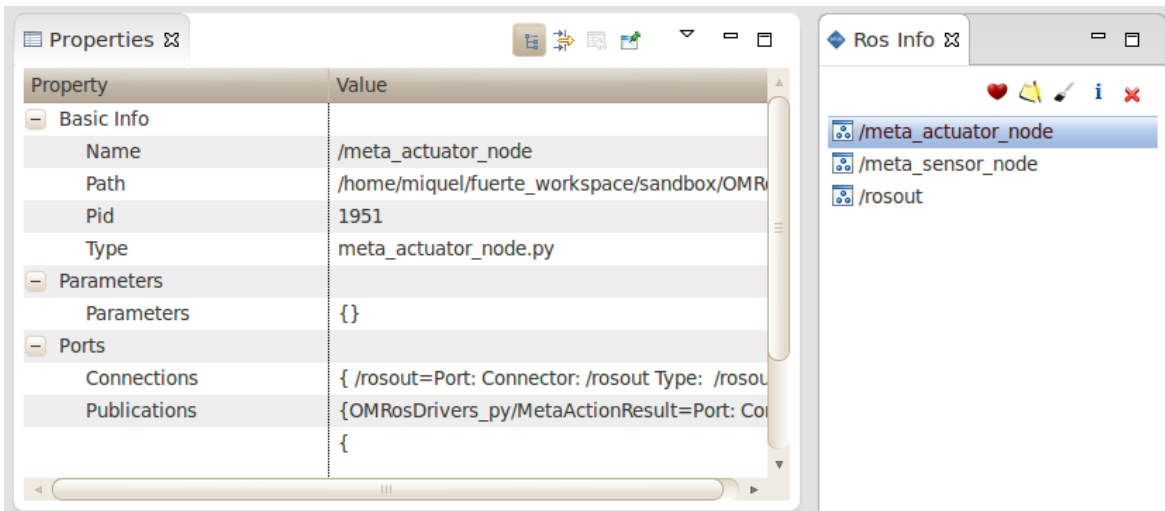 Properties
Property Value
Basic Info
Name /meta_actuator_node
Path /home/miquel/fuerte_workspace/sandbox/OMR
Pid 1951
Type meta_actuator_node.py
Parameters
Parameters {}
Ports
Connections { /rosout=Port: Connector: /rosout Type: /rosou
Publications {OMRosDrivers_py/MetaActionResult=Port: Co
{
Ros Info
i
/meta_actuator_node
/meta_sensor_node
/rosout